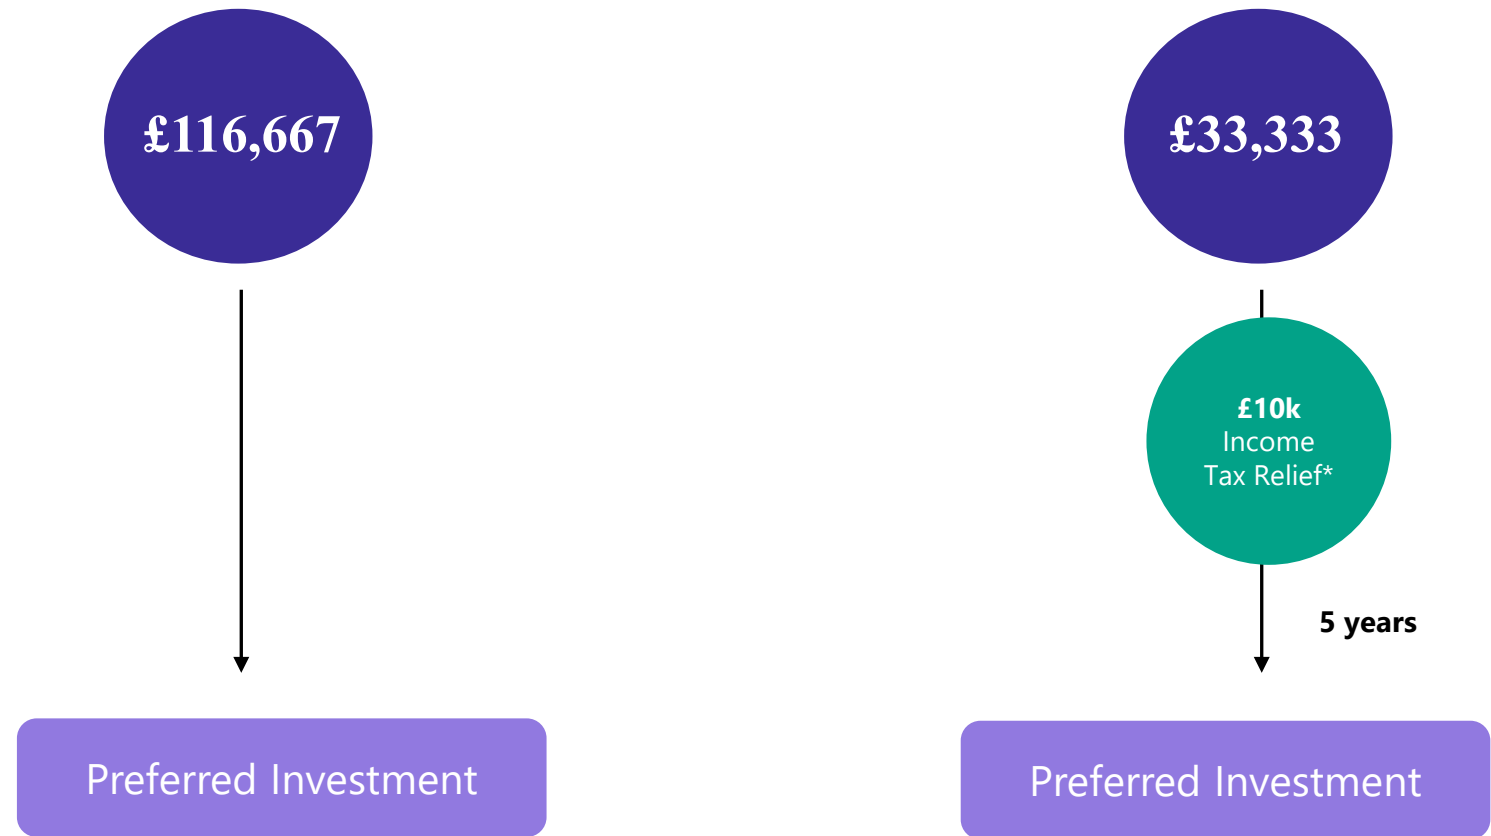 £116,667
£33,333
£10k
Income
Tax Relief*
5 years
Preferred Investment
Preferred Investment